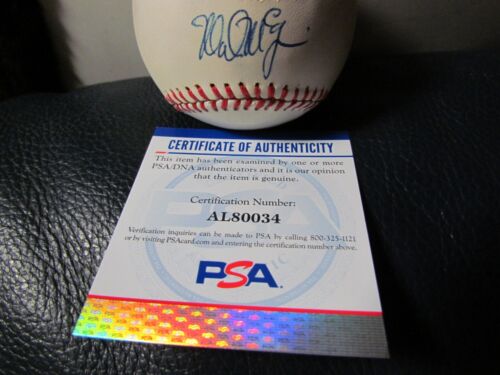 CERTIFICATE OF AUTHENTICITY
This item has been examined by one or more
PSA/DNA authenticators and it is our opinion
that the item is genuine.
Certification Number:
AL80034
Verification inquiries can be made to PSA by calling 800-325-1121
or by visiting PSAcard.com and entering the certification number above.
PSA